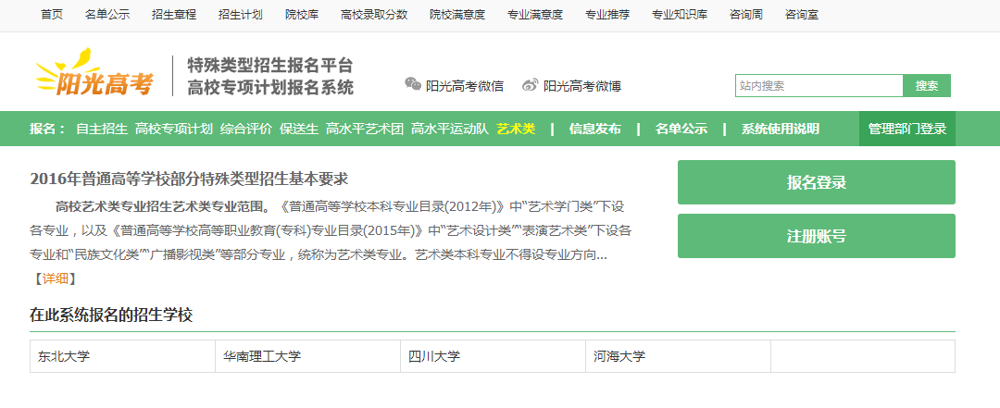 首页 名单公示 招生章程 招生计划 院校库 高校录取分数 院校满意度 专业满意度 专业推荐 专业知识库 咨询周 咨询室
阳光高考
特殊类型招生报名平台
高校专项计划报名系统
阳光高考微信 阳光高考微博 站内搜索 搜索
报名： 自主招生 高校专项计划 综合评价 保送生 高水平艺术团 高水平运动队 艺术类 | 信息发布 | 名单公示 | 系统使用说明 管理部门登录
2016年普通高等学校部分特殊类型招生基本要求
高校艺术类专业招生艺术类专业范围。《普通高等学校本科专业目录(2012年)》中“艺术学门类”下设
各专业，以及《普通高等学校高等职业教育(专科)专业目录(2015年)》中“艺术设计类”“表演艺术类”下设各
专业和“民族文化类”“广播影视类”等部分专业，统称为艺术类专业。艺术类本科专业不得设专业方向...
【详细】
报名登录
注册账号
在此系统报名的招生学校
东北大学 华南理工大学 四川大学 河海大学